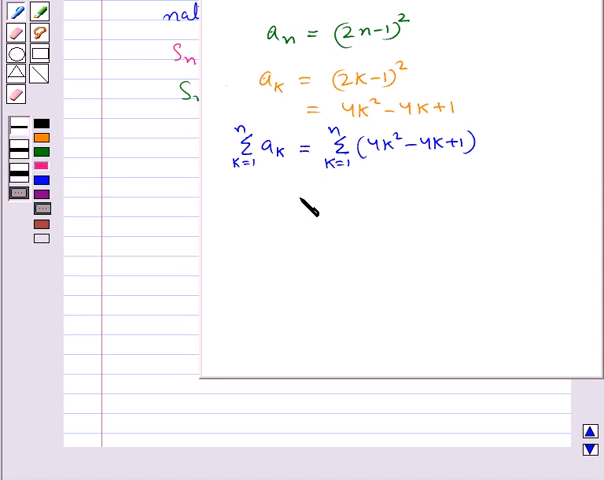 nat
aₙ = (2n-1)²
Sₙ
aₖ = (2k-1)²
= 4k² - 4k + 1
n n
∑ aₖ = ∑ (4k² - 4k + 1)
k=1 k=1